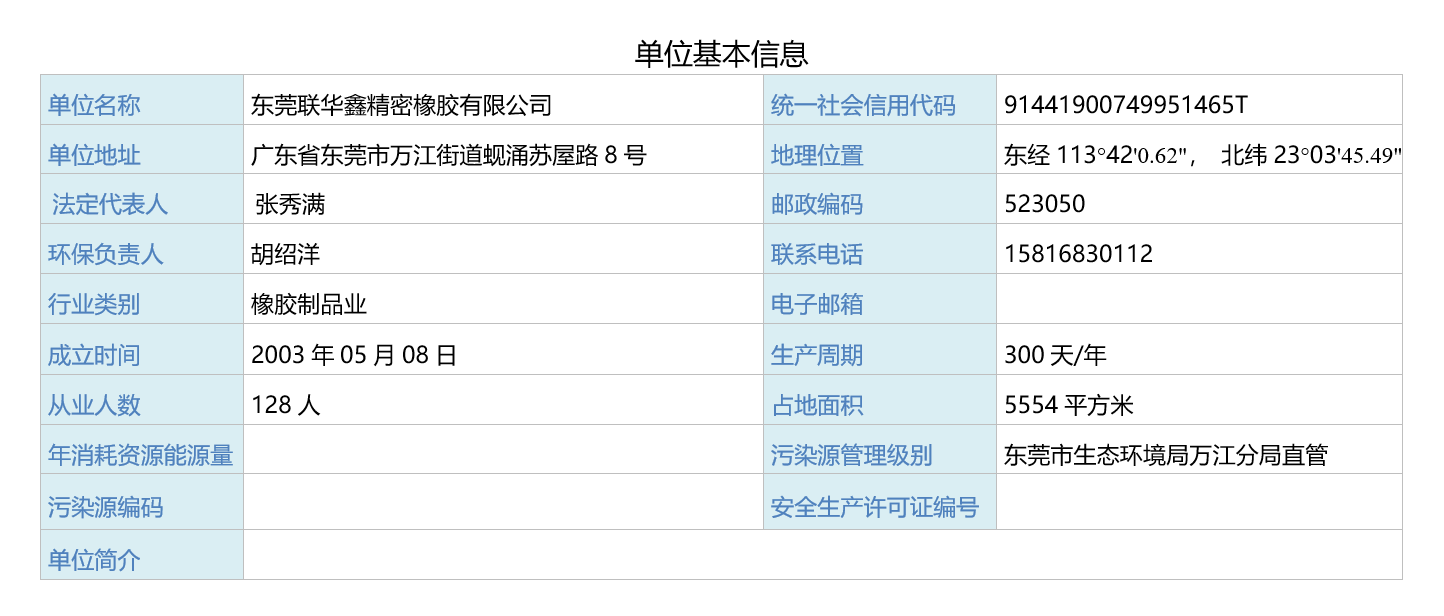 单位基本信息
单位名称 东莞联华鑫精密橡胶有限公司 统一社会信用代码 91441900749951465T
单位地址 广东省东莞市万江街道蚬涌苏屋路 8 号 地理位置 东经 113°42'0.62"， 北纬 23°03'45.49"
法定代表人 张秀满 邮政编码 523050
环保负责人 胡绍洋 联系电话 15816830112
行业类别 橡胶制品业 电子邮箱
成立时间 2003 年 05 月 08 日 生产周期 300 天/年
从业人数 128 人 占地面积 5554 平方米
年消耗资源能源量 污染源管理级别 东莞市生态环境局万江分局直管
污染源编码 安全生产许可证编号
单位简介